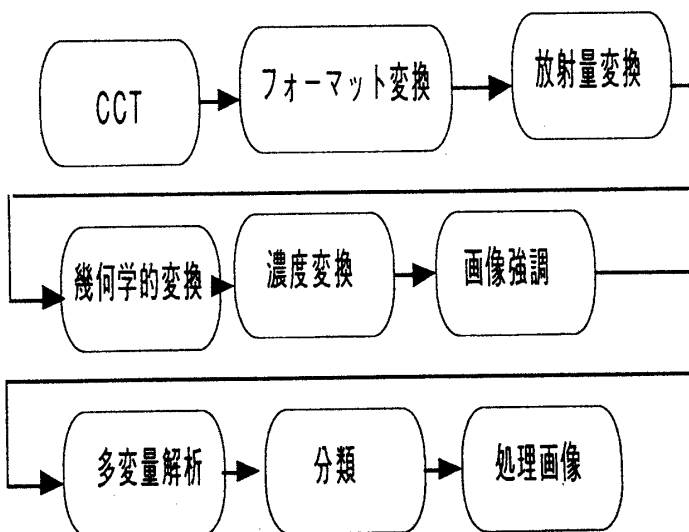 CCT
フォーマット変換
放射量変換
幾何学的変換
濃度変換
画像強調
多変量解析
分類
処理画像